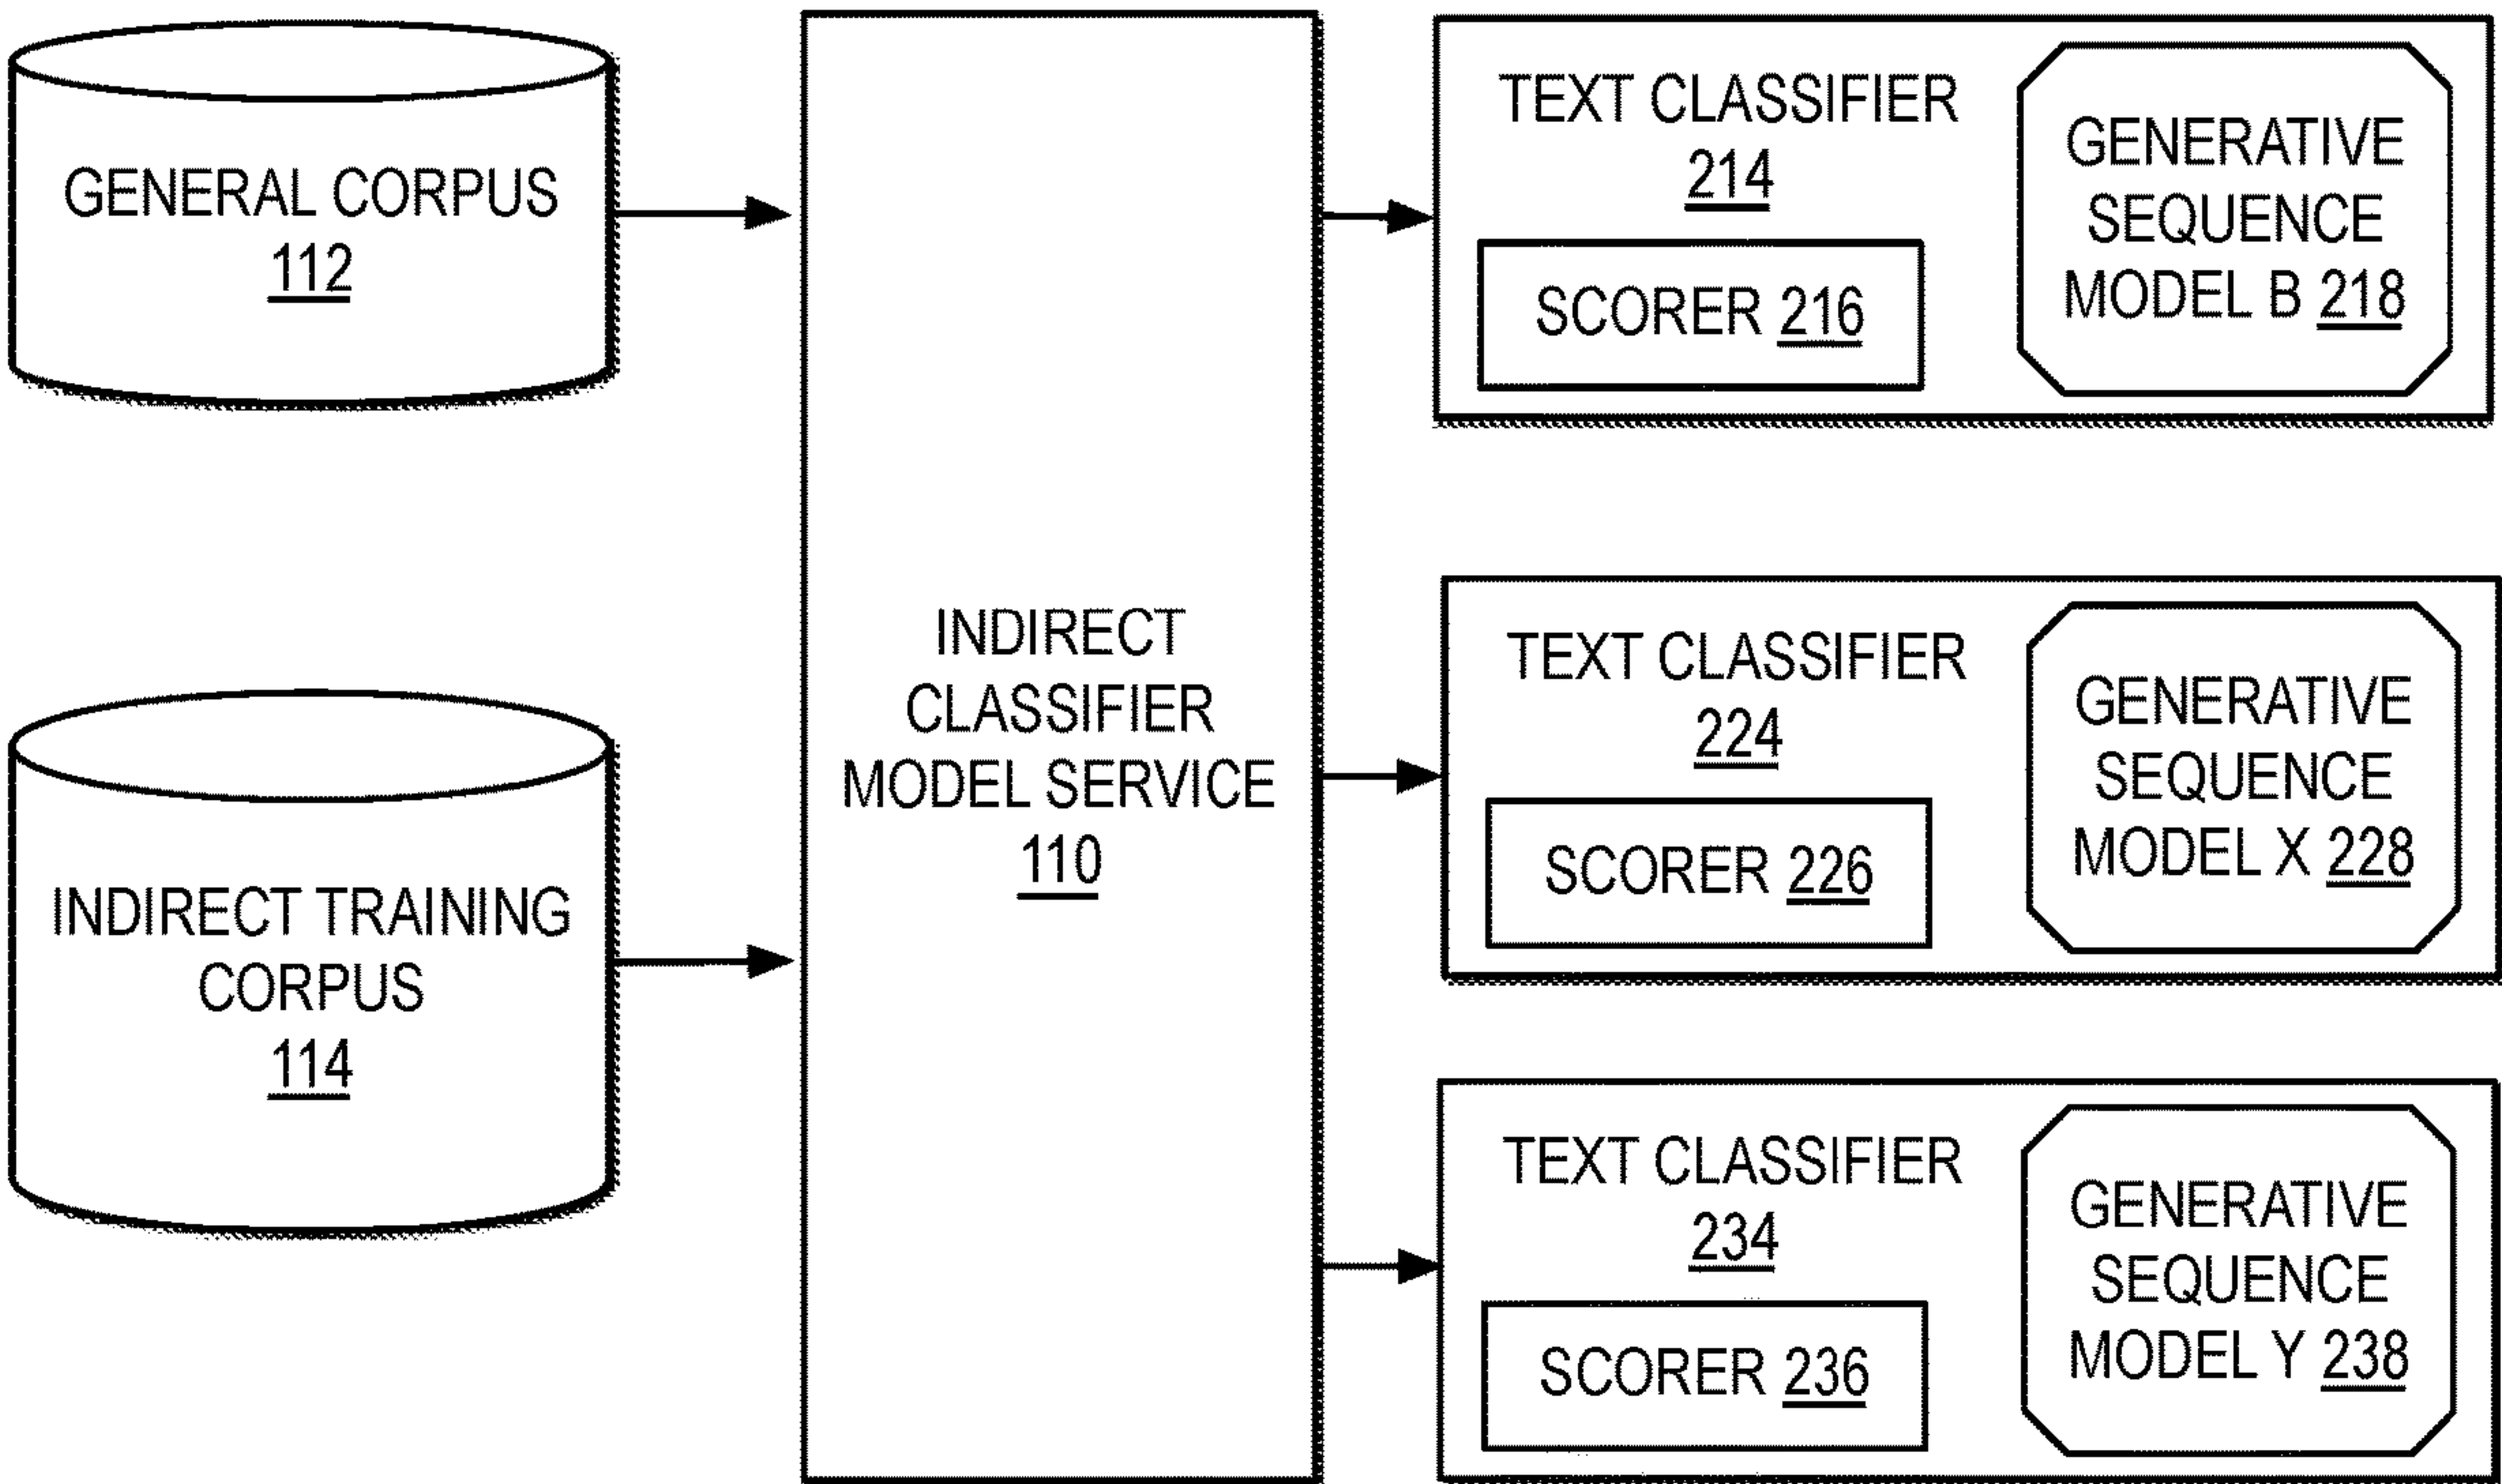 GENERAL CORPUS
112
INDIRECT TRAINING
CORPUS
114
INDIRECT
CLASSIFIER
MODEL SERVICE
110
TEXT CLASSIFIER
214
SCORER 216
GENERATIVE
SEQUENCE
MODEL B 218
TEXT CLASSIFIER
224
SCORER 226
GENERATIVE
SEQUENCE
MODEL X 228
TEXT CLASSIFIER
234
SCORER 236
GENERATIVE
SEQUENCE
MODEL Y 238